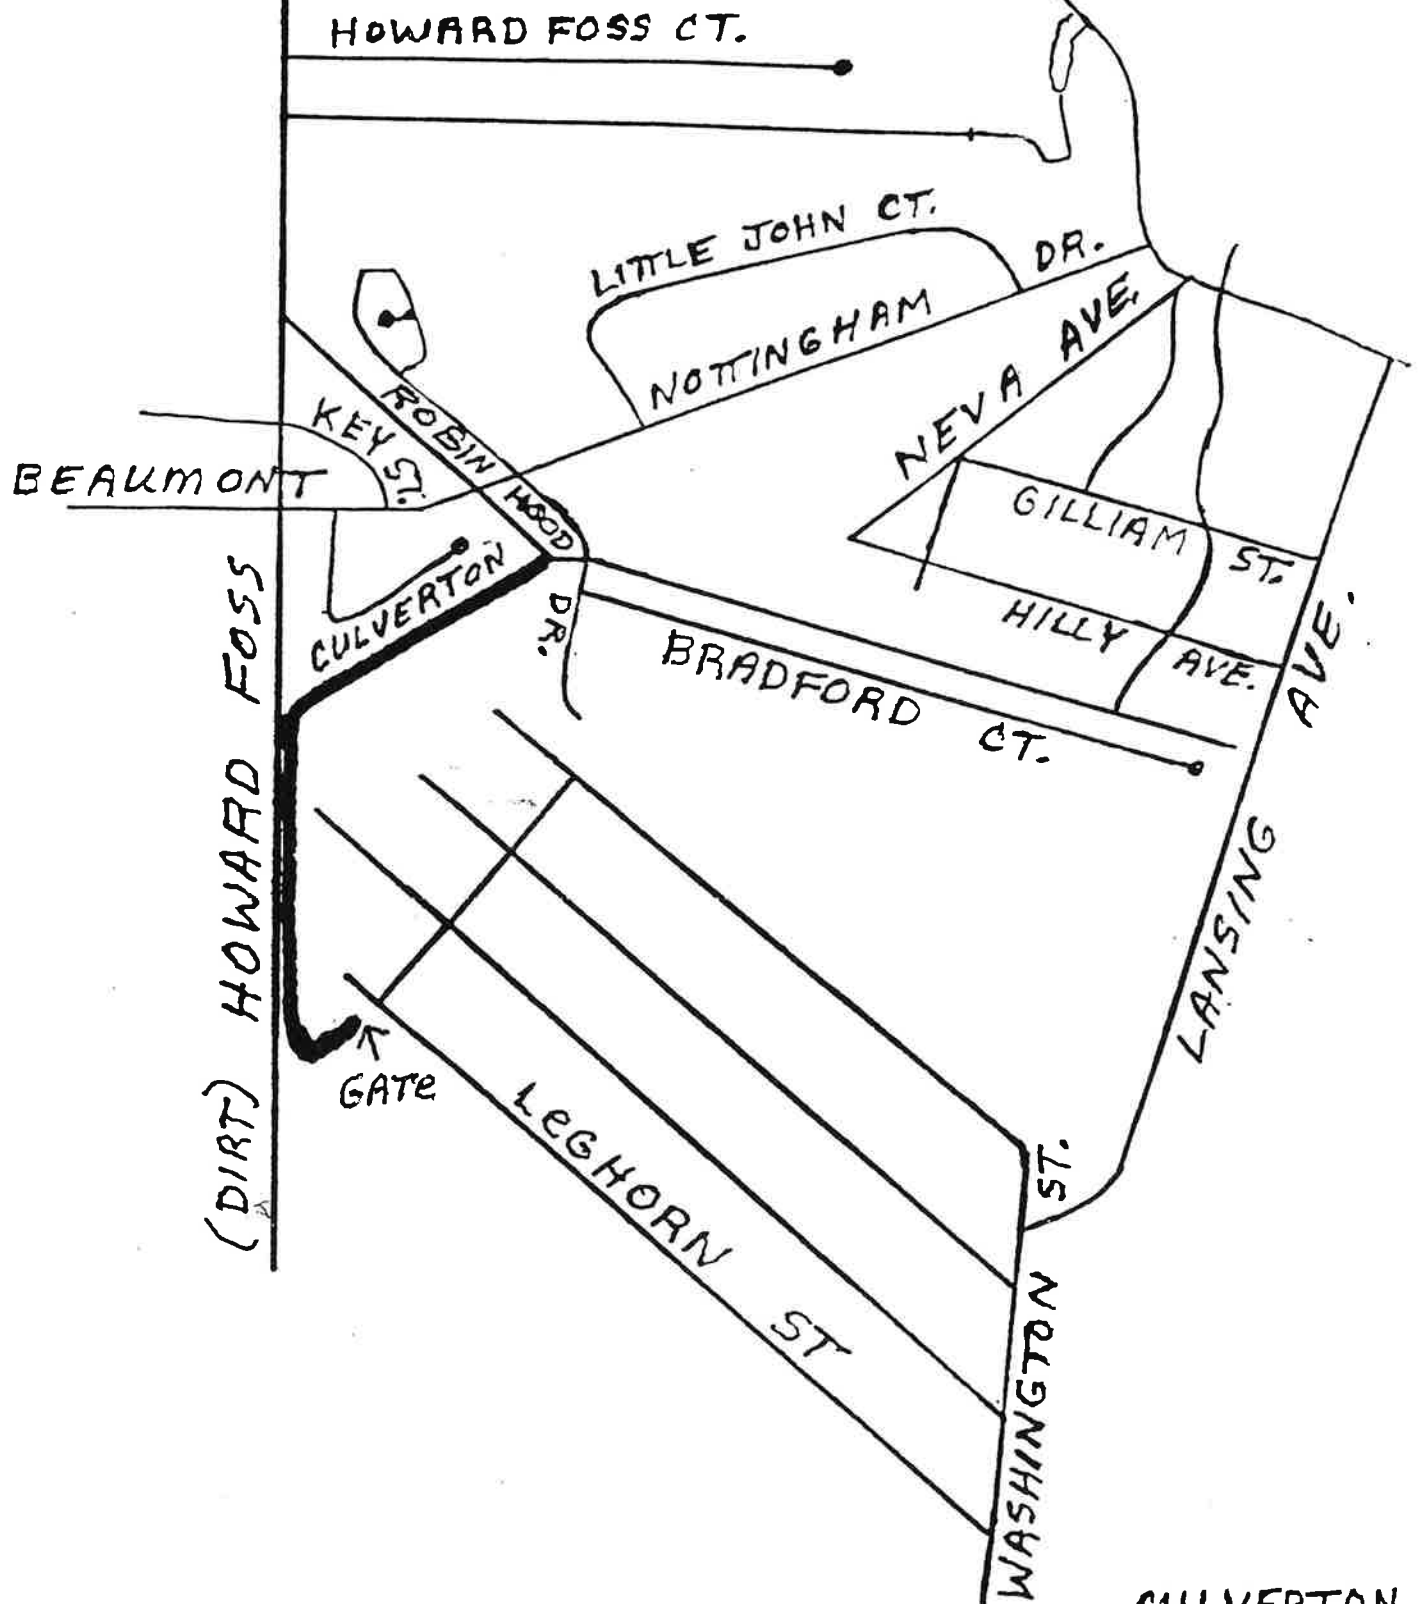 HOWARD FOSS CT.
LITTLE JOHN CT.
NOTTINGHAM DR.
NEVA AVE.
ROBIN HOOD DR.
KEY ST.
BEAUMONT
GILLIAM ST.
HILLY AVE.
CULVERTON
BRADFORD CT.
LANSING AVE.
(DIRT) HOWARD FOSS
GATe
LeGHORN ST
WASHINGTON ST.
CULVERTON